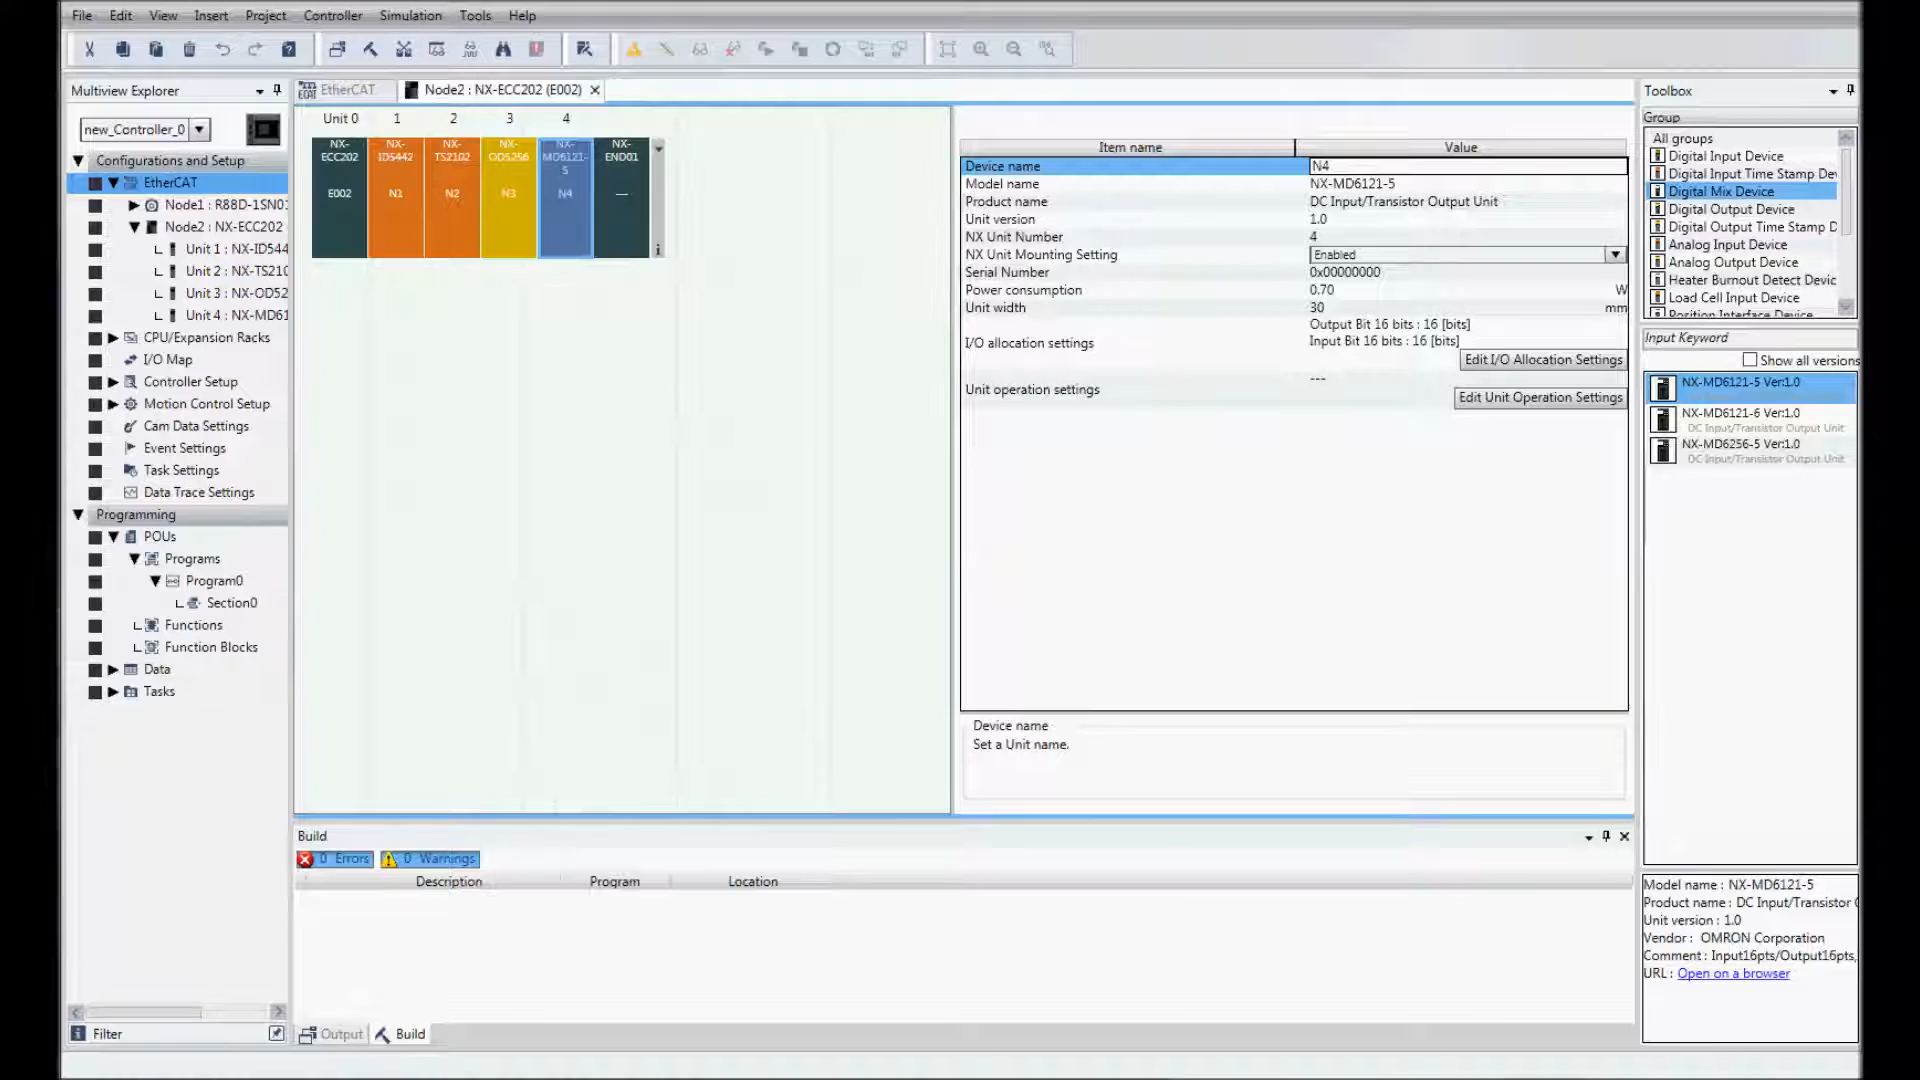 File Edit View Insert Project Controller Simulation Tools Help
Multiview Explorer
new_Controller_0
Configurations and Setup
EtherCAT
Node1 : R88D-1SN01
Node2 : NX-ECC202
Unit 1 : NX-ID544
Unit 2 : NX-TS210
Unit 3 : NX-OD52
Unit 4 : NX-MD61
CPU/Expansion Racks
I/O Map
Controller Setup
Motion Control Setup
Cam Data Settings
Event Settings
Task Settings
Data Trace Settings
Programming
POUs
Programs
Program0
Section0
Functions
Function Blocks
Data
Tasks
Filter
EtherCAT
Node2 : NX-ECC202 (E002)
Unit 0 1 2 3 4
NX-ECC202 E002
NX-ID5442 N1
NX-TS2102 N2
NX-OD5256 N3
NX-MD6121-5 N4
NX-END01 —
Item name Value
Device name N4
Model name NX-MD6121-5
Product name DC Input/Transistor Output Unit
Unit version 1.0
NX Unit Number 4
NX Unit Mounting Setting Enabled
Serial Number 0x00000000
Power consumption 0.70 W
Unit width 30 mm
I/O allocation settings
Output Bit 16 bits : 16 [bits]
Input Bit 16 bits : 16 [bits]
Edit I/O Allocation Settings
Unit operation settings ---
Edit Unit Operation Settings
Device name
Set a Unit name.
Build
0 Errors 0 Warnings
Description Program Location
Output Build
Toolbox
Group
All groups
Digital Input Device
Digital Input Time Stamp Dev
Digital Mix Device
Digital Output Device
Digital Output Time Stamp D
Analog Input Device
Analog Output Device
Heater Burnout Detect Devic
Load Cell Input Device
Position Interface Device
Input Keyword
Show all versions
NX-MD6121-5 Ver:1.0
NX-MD6121-6 Ver:1.0
DC Input/Transistor Output Unit
NX-MD6256-5 Ver:1.0
DC Input/Transistor Output Unit
Model name : NX-MD6121-5
Product name : DC Input/Transistor
Unit version : 1.0
Vendor : OMRON Corporation
Comment : Input16pts/Output16pts,
URL : Open on a browser